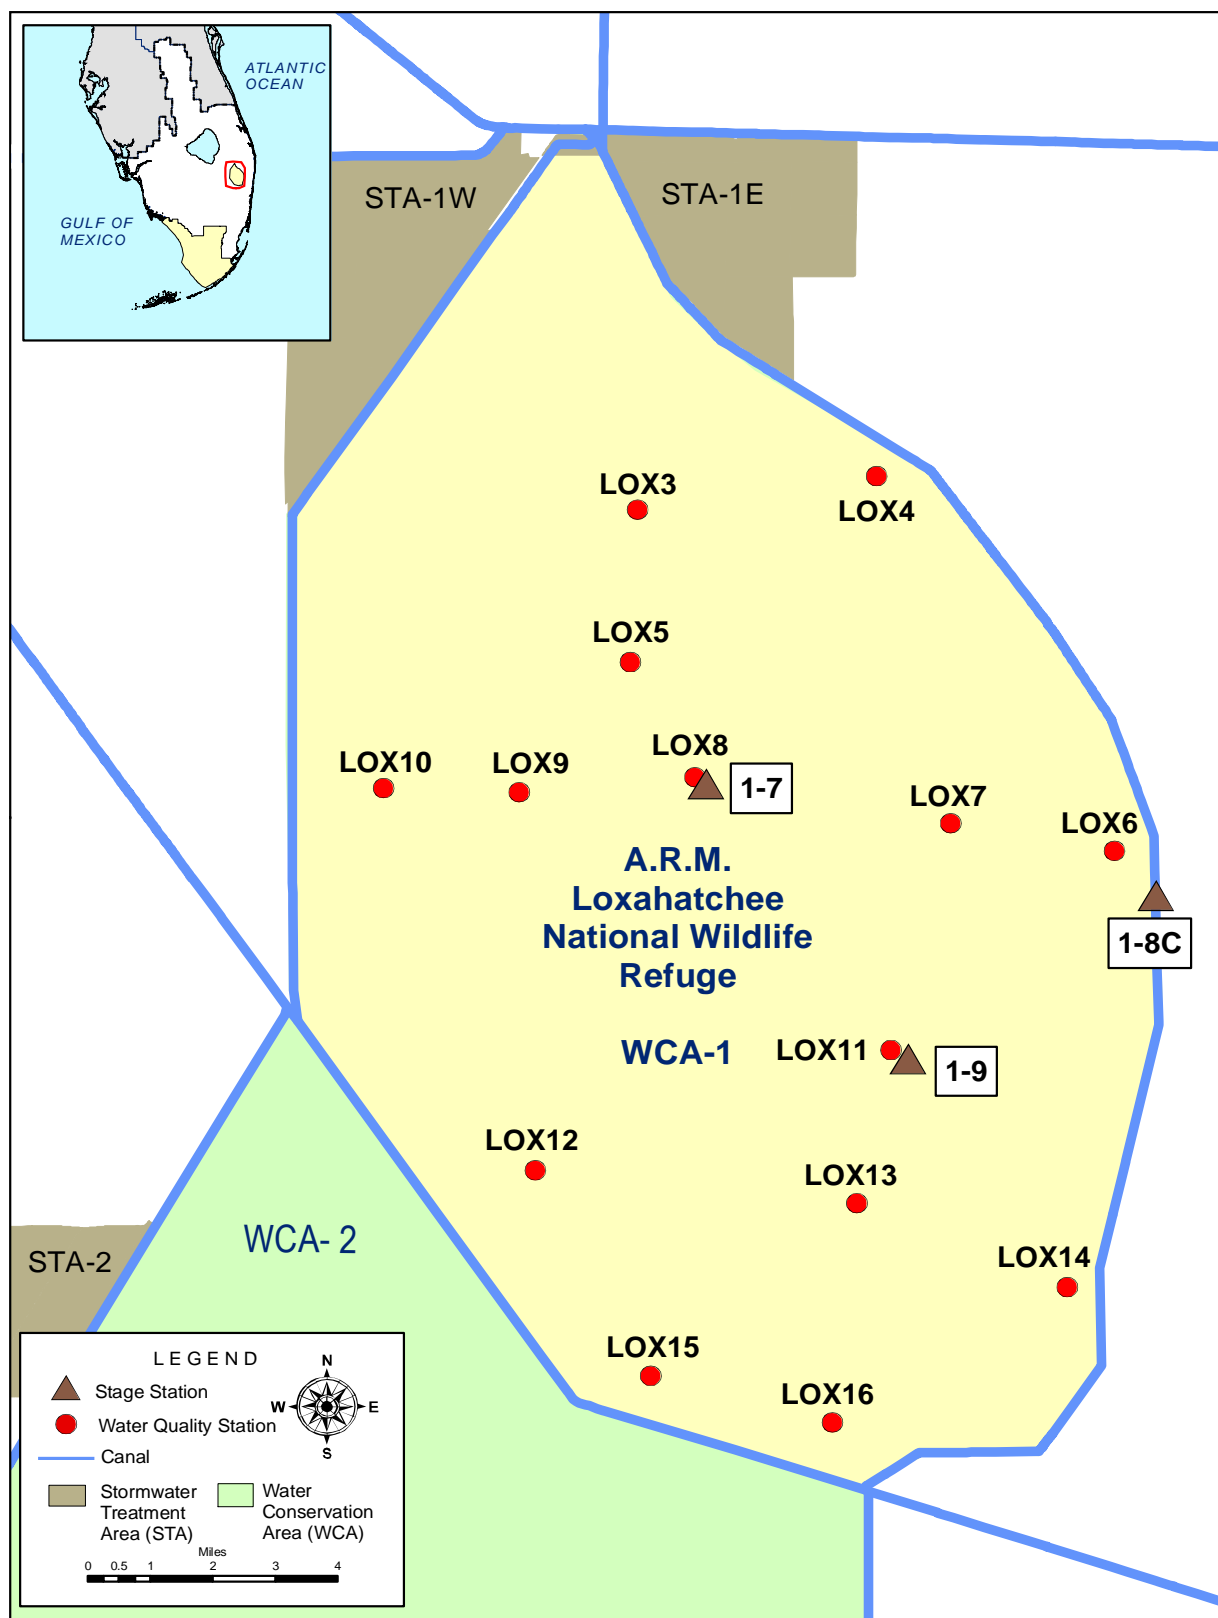 ATLANTIC
OCEAN
GULF OF
MEXICO
STA-1W
STA-1E
LOX3
LOX4
LOX5
LOX8
LOX10
LOX9
1-7
LOX7
LOX6
A.R.M.
Loxahatchee
National Wildlife
Refuge
1-8C
WCA-1
LOX11
1-9
LOX12
LOX13
WCA- 2
STA-2
LOX14
LOX15
LOX16
LEGEND
Stage Station
Water Quality Station
Canal
Stormwater
Treatment
Area (STA)
Water
Conservation
Area (WCA)
N
W
E
S
Miles
0 0.5 1 2 3 4